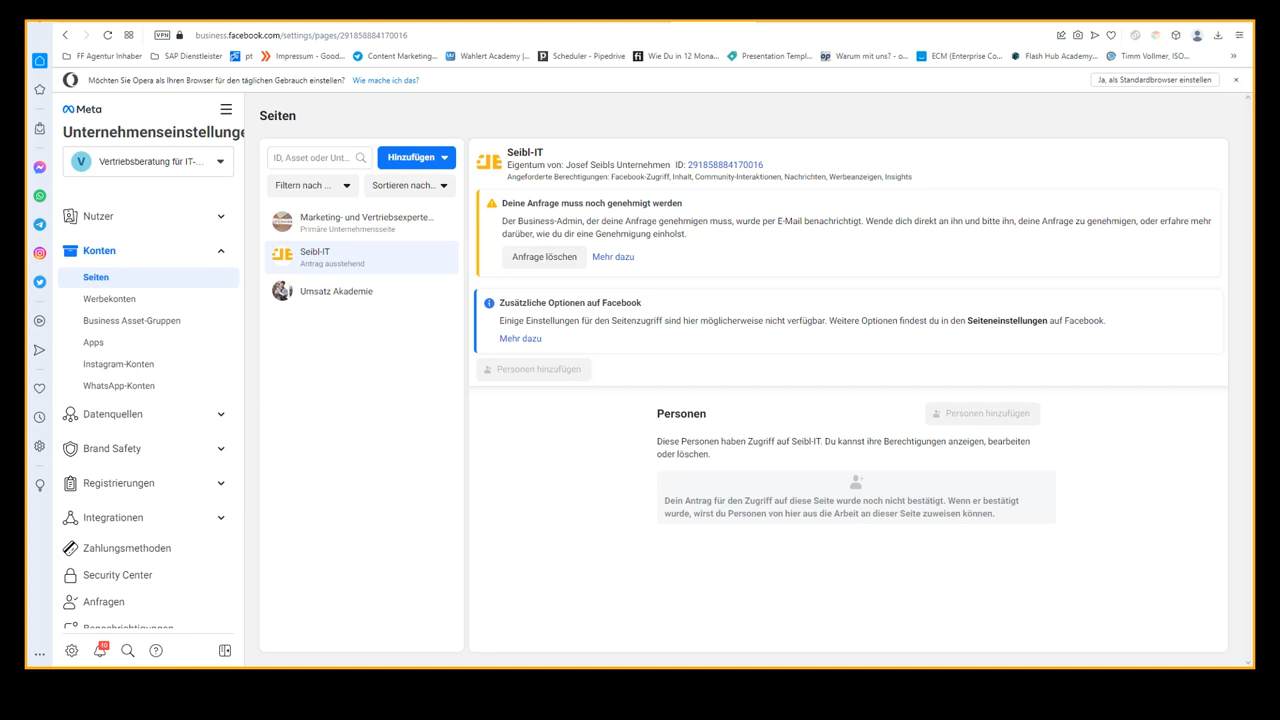 VPN
business.facebook.com/settings/pages/291858884170016
FF Agentur Inhaber
SAP Dienstleister
pt
Impressum - Good...
Content Marketing...
Wahlert Academy |...
Scheduler - Pipedrive
Wie Du in 12 Mona...
Presentation Templ...
Warum mit uns? - o...
ECM (Enterprise Co...
Flash Hub Academy...
Timm Vollmer, ISO...
Möchten Sie Opera als Ihren Browser für den täglichen Gebrauch einstellen?
Wie mache ich das?
Ja, als Standardbrowser einstellen
Meta
Unternehmenseinstellunge
V
Vertriebsberatung für IT-...
Nutzer
Konten
Seiten
Werbekonten
Business Asset-Gruppen
Apps
Instagram-Konten
WhatsApp-Konten
Datenquellen
Brand Safety
Registrierungen
Integrationen
Zahlungsmethoden
Security Center
Anfragen
Benachrichtigungen
10
Seiten
ID, Asset oder Unt...
Hinzufügen
Filtern nach ...
Sortieren nach...
Marketing- und Vertriebsexperte...
Primäre Unternehmensseite
Seibl-IT
Antrag ausstehend
Umsatz Akademie
Seibl-IT
Eigentum von: Josef Seibls Unternehmen ID: 291858884170016
Angeforderte Berechtigungen: Facebook-Zugriff, Inhalt, Community-Interaktionen, Nachrichten, Werbeanzeigen, Insights
Deine Anfrage muss noch genehmigt werden
Der Business-Admin, der deine Anfrage genehmigen muss, wurde per E-Mail benachrichtigt. Wende dich direkt an ihn und bitte ihn, deine Anfrage zu genehmigen, oder erfahre mehr
darüber, wie du dir eine Genehmigung einholst.
Anfrage löschen
Mehr dazu
Zusätzliche Optionen auf Facebook
Einige Einstellungen für den Seitenzugriff sind hier möglicherweise nicht verfügbar. Weitere Optionen findest du in den Seiteneinstellungen auf Facebook.
Mehr dazu
Personen hinzufügen
Personen
Personen hinzufügen
Diese Personen haben Zugriff auf Seibl-IT. Du kannst ihre Berechtigungen anzeigen, bearbeiten
oder löschen.
Dein Antrag für den Zugriff auf diese Seite wurde noch nicht bestätigt. Wenn er bestätigt
wurde, wirst du Personen von hier aus die Arbeit an dieser Seite zuweisen können.